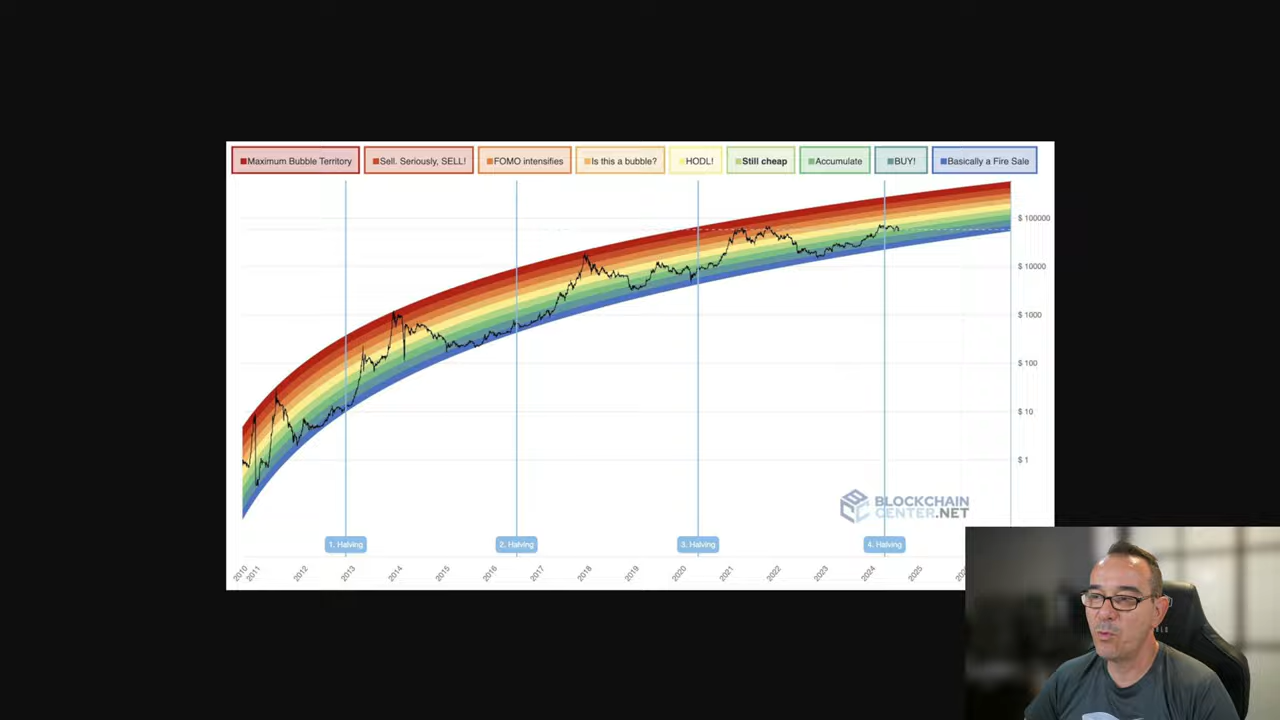 Maximum Bubble Territory
Sell. Seriously, SELL!
FOMO intensifies
Is this a bubble?
HODL!
Still cheap
Accumulate
BUY!
Basically a Fire Sale
$ 100000
$ 10000
$ 1000
$ 100
$ 10
$ 1
BLOCKCHAIN
CENTER.NET
1. Halving
2. Halving
3. Halving
4. Halving
2010
2011
2012
2013
2014
2015
2016
2017
2018
2019
2020
2021
2022
2023
2024
2025